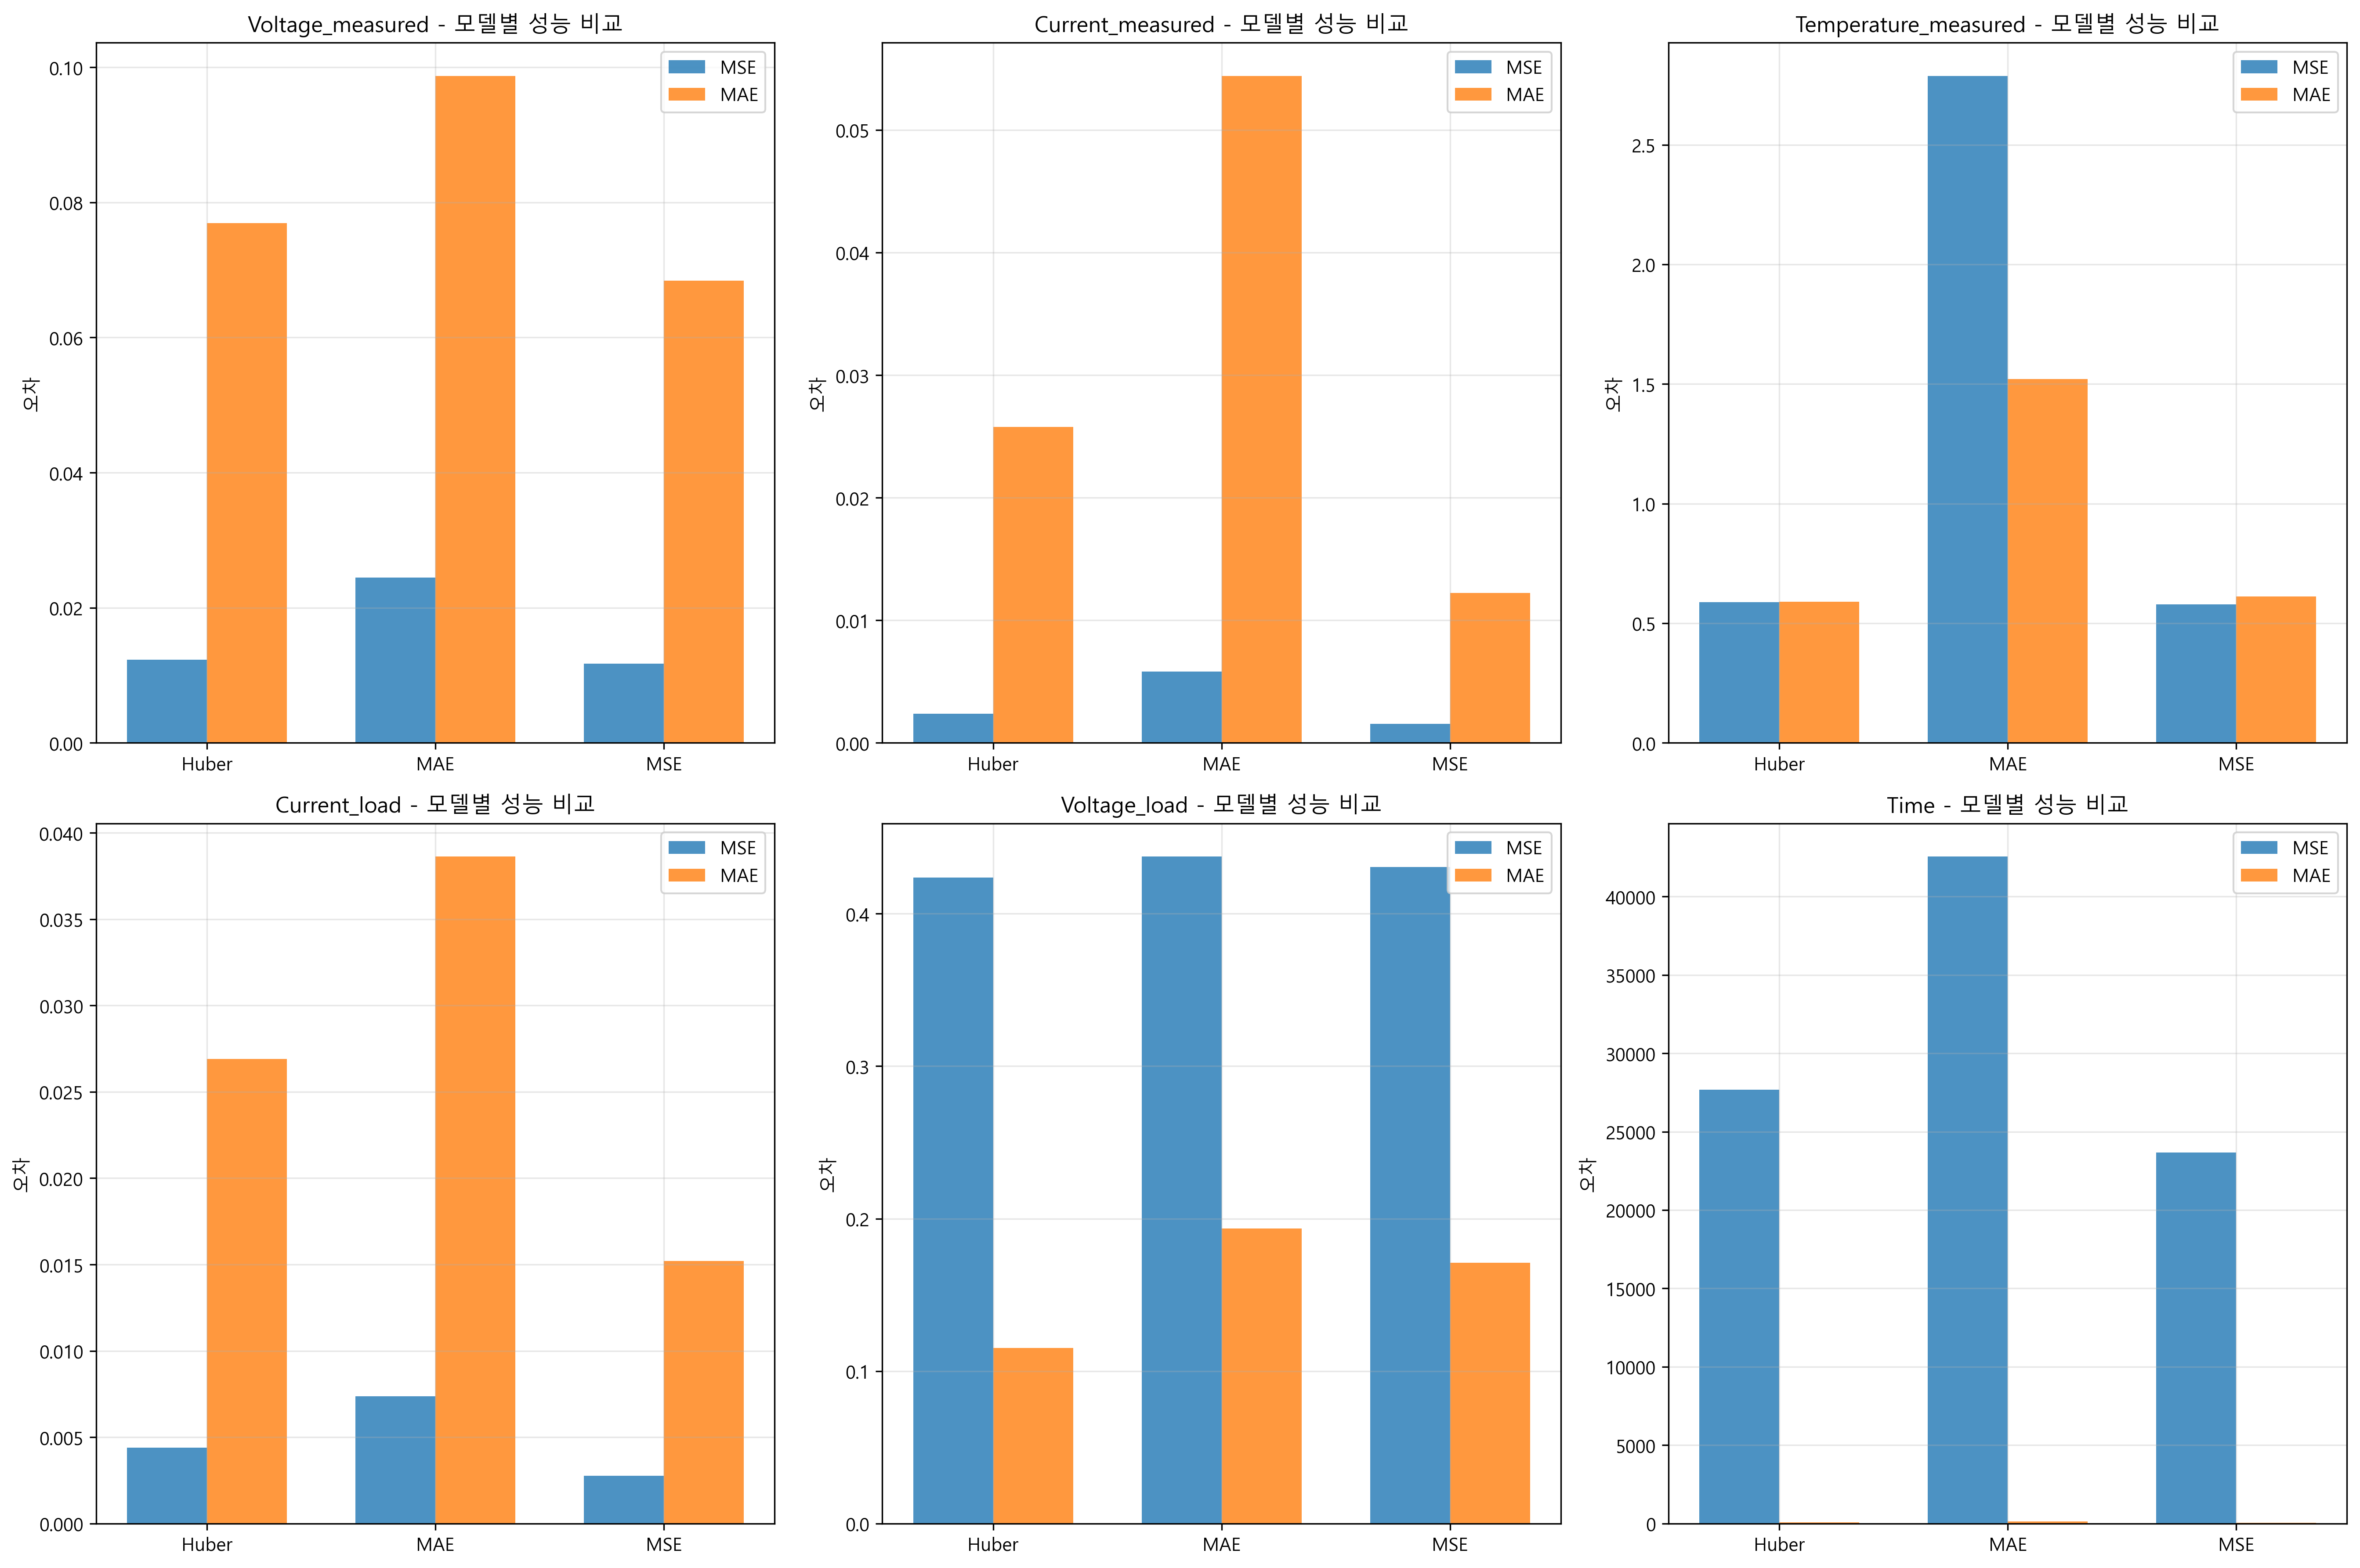 Voltage_measured - 모델별 성능 비교
오차
0.10
0.08
0.06
0.04
0.02
0.00
MSE
MAE
Huber
MAE
MSE
Current_measured - 모델별 성능 비교
오차
0.05
0.04
0.03
0.02
0.01
0.00
MSE
MAE
Huber
MAE
MSE
Temperature_measured - 모델별 성능 비교
오차
2.5
2.0
1.5
1.0
0.5
0.0
MSE
MAE
Huber
MAE
MSE
Current_load - 모델별 성능 비교
오차
0.040
0.035
0.030
0.025
0.020
0.015
0.010
0.005
0.000
MSE
MAE
Huber
MAE
MSE
Voltage_load - 모델별 성능 비교
오차
0.4
0.3
0.2
0.1
0.0
MSE
MAE
Huber
MAE
MSE
Time - 모델별 성능 비교
오차
40000
35000
30000
25000
20000
15000
10000
5000
0
MSE
MAE
Huber
MAE
MSE